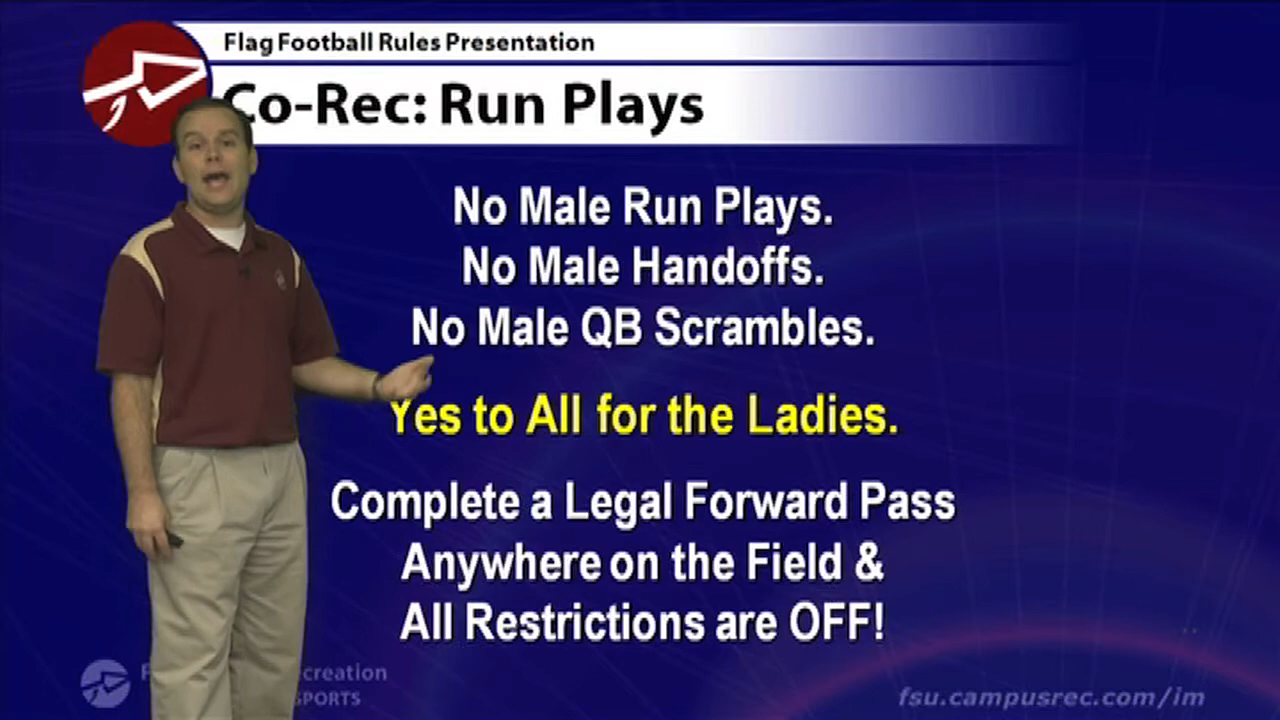 Flag Football Rules Presentation
Co-Rec: Run Plays
No Male Run Plays.
No Male Handoffs.
No Male QB Scrambles.
Yes to All for the Ladies.
Complete a Legal Forward Pass
Anywhere on the Field &
All Restrictions are OFF!
fsu.campusrec.com/im